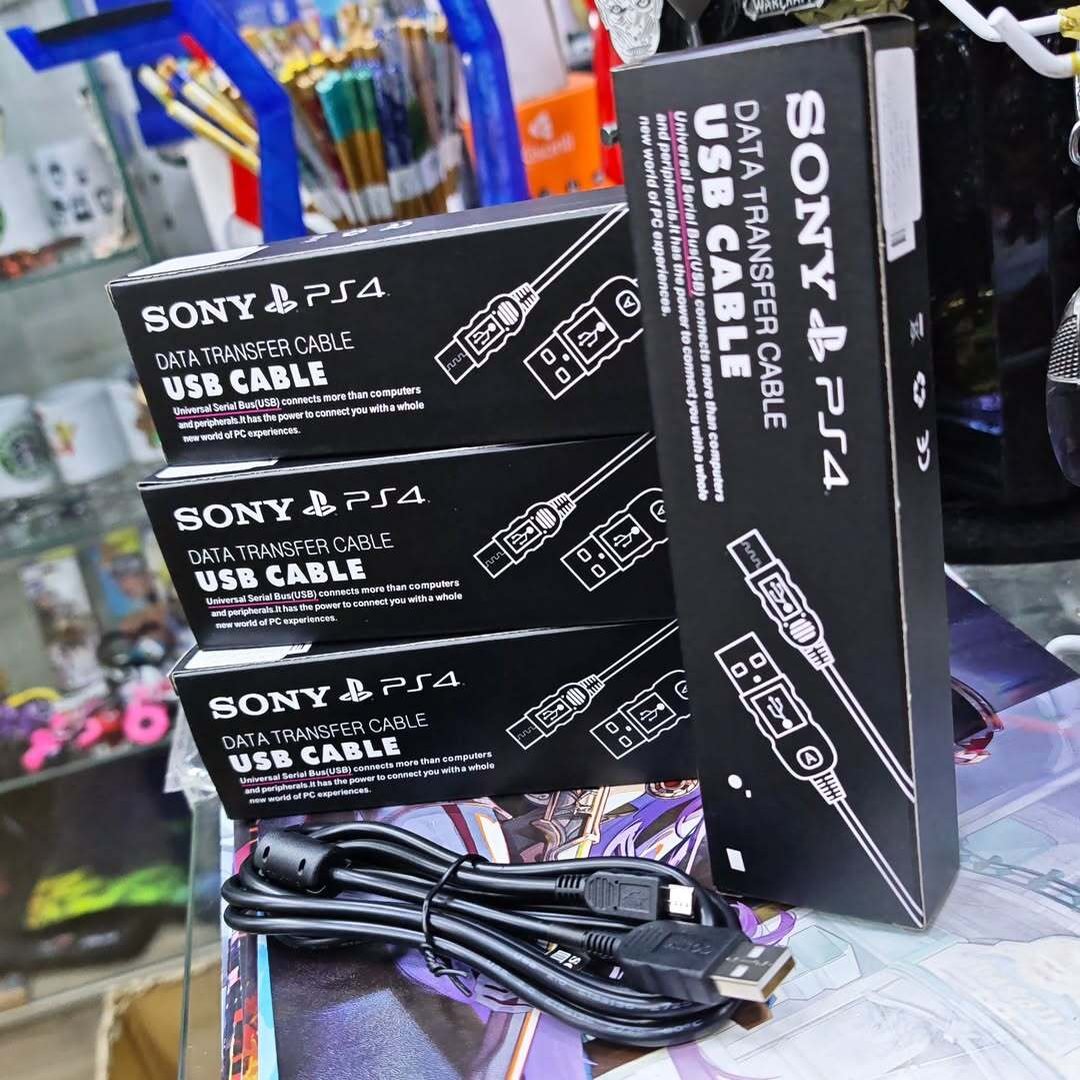 WARCRAFT
SONY PS4
DATA TRANSFER CABLE
USB CABLE
Universal Serial Bus(USB) connects more than computers
and peripherals.It has the power to connect you with a whole
new world of PC experiences.
SONY PS4
DATA TRANSFER CABLE
USB CABLE
Universal Serial Bus(USB) connects more than computers
and peripherals.It has the power to connect you with a whole
new world of PC experiences.
SONY PS4
DATA TRANSFER CABLE
USB CABLE
Universal Serial Bus(USB) connects more than computers
and peripherals.It has the power to connect you with a whole
new world of PC experiences.
SONY PS4
DATA TRANSFER CABLE
USB CABLE
Universal Serial Bus(USB) connects more than computers
and peripherals.It has the power to connect you with a whole
new world of PC experiences.
CE